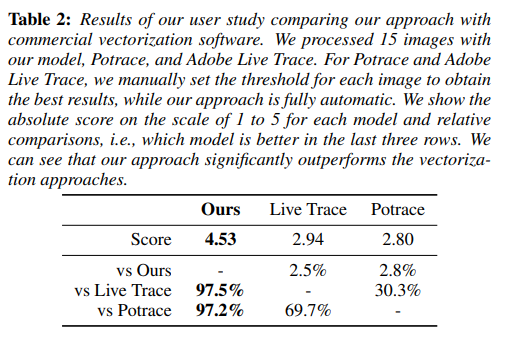 Table 2: Results of our user study comparing our approach with
commercial vectorization software. We processed 15 images with
our model, Potrace, and Adobe Live Trace. For Potrace and Adobe
Live Trace, we manually set the threshold for each image to obtain
the best results, while our approach is fully automatic. We show the
absolute score on the scale of 1 to 5 for each model and relative
comparisons, i.e., which model is better in the last three rows. We
can see that our approach significantly outperforms the vectoriza-
tion approaches.
Ours Live Trace Potrace
Score 4.53 2.94 2.80
vs Ours - 2.5% 2.8%
vs Live Trace 97.5% - 30.3%
vs Potrace 97.2% 69.7% -